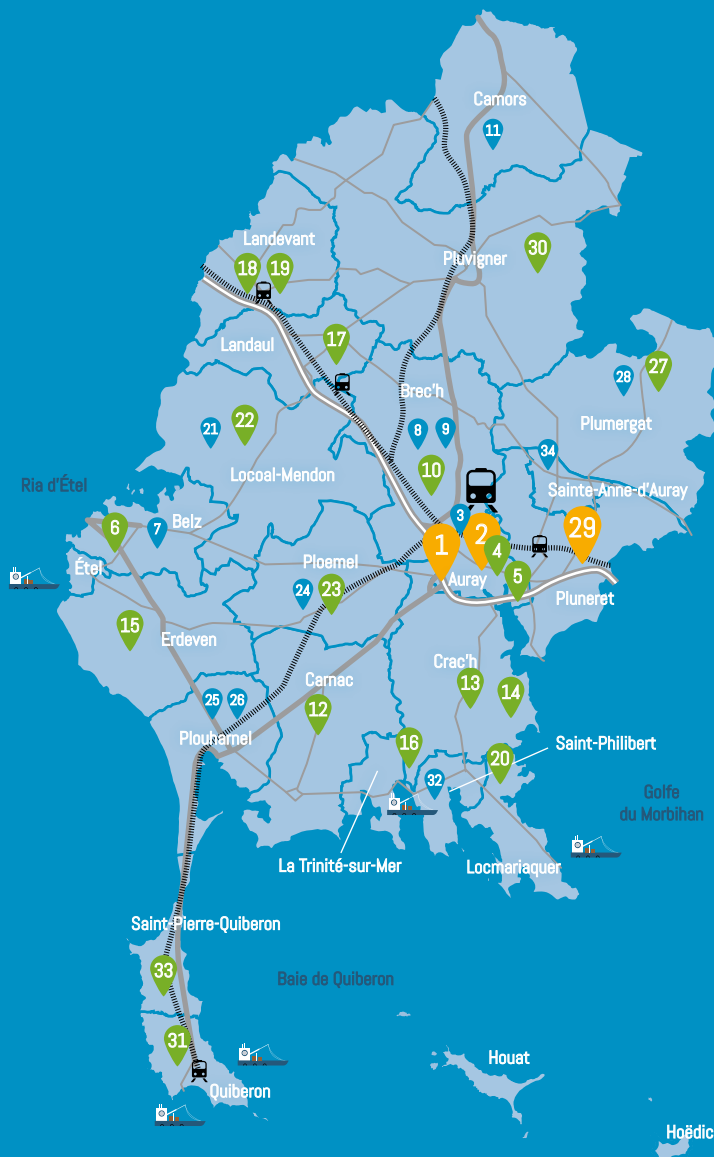 Camors
11
Landevant
Pluvigner
30
18
19
Landaul
17
Brec'h
28
27
21
22
8
9
Plumergat
34
Locoal-Mendon
10
Ria d'Étel
Sainte-Anne-d'Auray
6
7
Belz
3
1
2
29
4
Étel
Ploemel
Auray
5
24
23
Pluneret
15
Erdeven
Crac'h
Carnac
13
14
25
26
12
Plouharnel
16
Saint-Philibert
20
32
Golfe
du Morbihan
La Trinité-sur-Mer
Locmariaquer
Saint-Pierre-Quiberon
33
Baie de Quiberon
31
Houat
Quiberon
Hoëdic